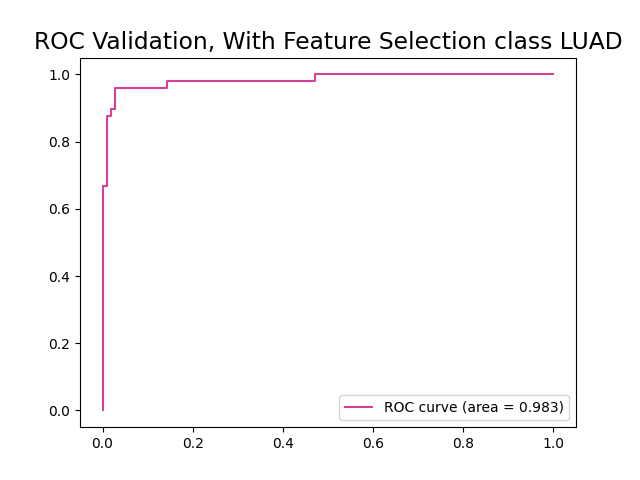 ROC Validation, With Feature Selection class LUAD
1.0
0.8
0.6
0.4
0.2
0.0
ROC curve (area = 0.983)
0.0 0.2 0.4 0.6 0.8 1.0